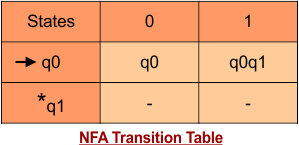 States 0 1
→ q0 q0 q0q1
*q1 - -
NFA Transition Table